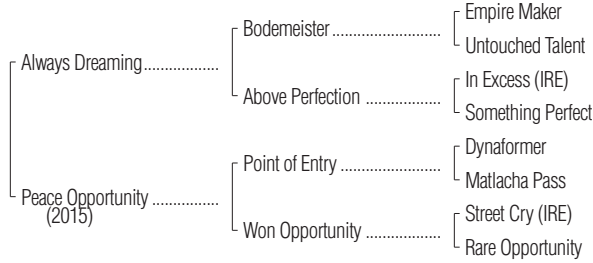 Empire Maker
Bodemeister
Untouched Talent
Always Dreaming
In Excess (IRE)
Above Perfection
Something Perfect
Dynaformer
Point of Entry
Matlacha Pass
Peace Opportunity
(2015)
Street Cry (IRE)
Won Opportunity
Rare Opportunity